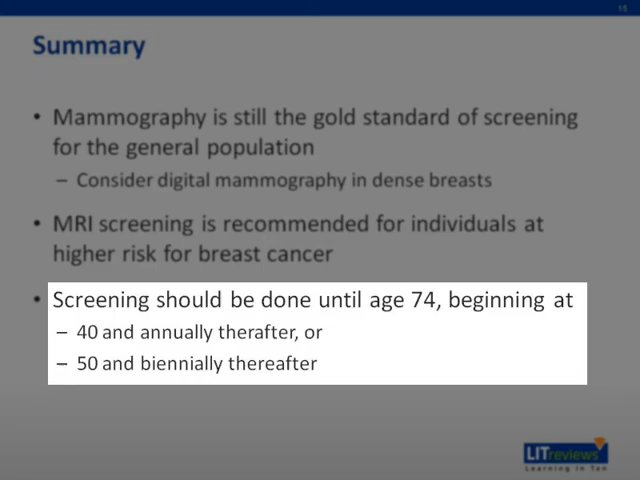 15
Summary
• Mammography is still the gold standard of screening
for the general population
– Consider digital mammography in dense breasts
• MRI screening is recommended for individuals at
higher risk for breast cancer
• Screening should be done until age 74, beginning at
– 40 and annually therafter, or
– 50 and biennially thereafter
LITreviews
Learning In Ten